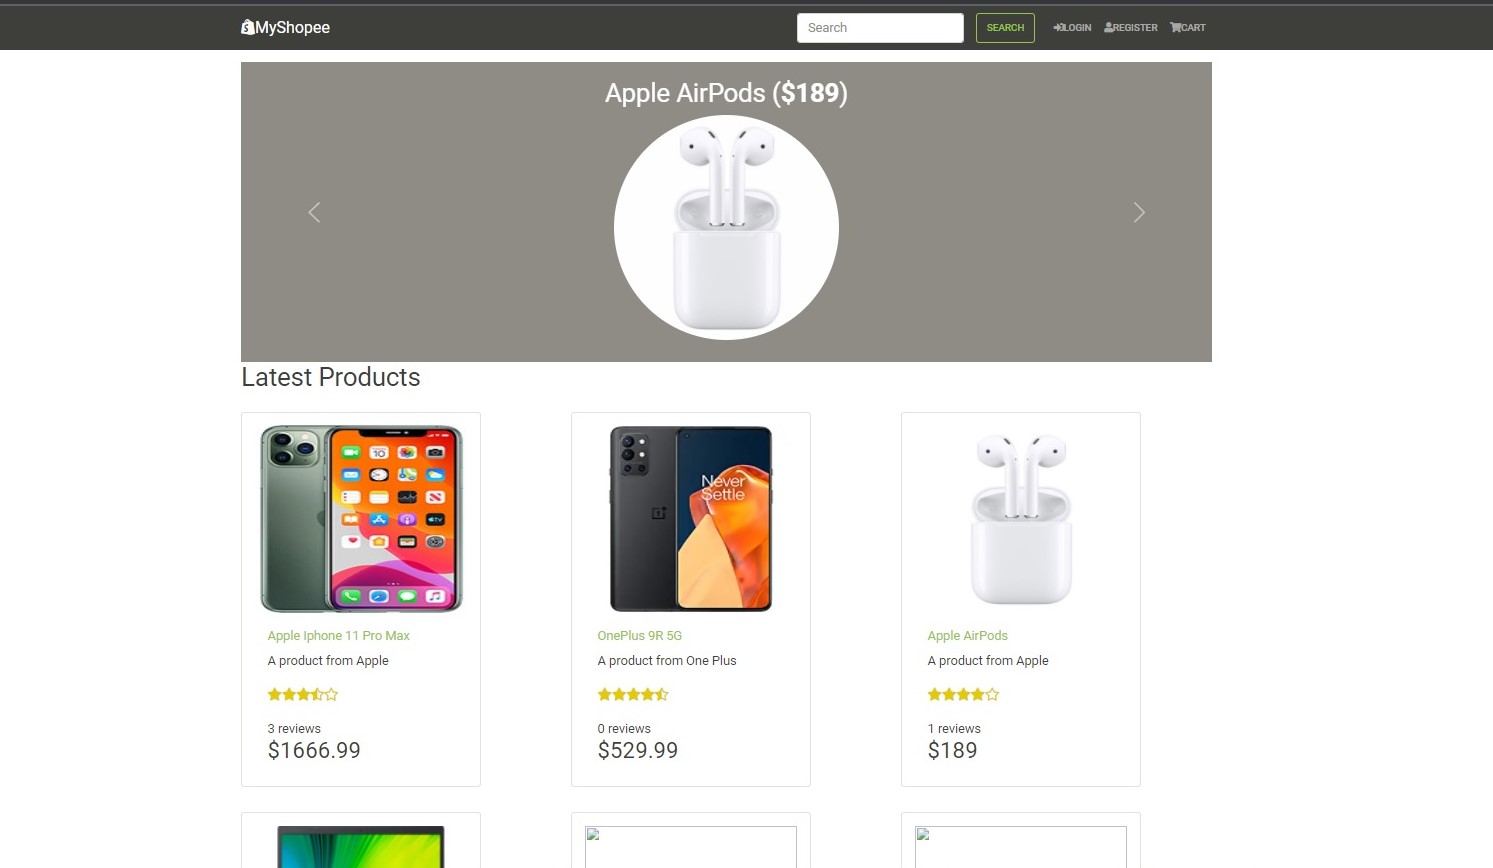 MyShopee
Search
SEARCH
LOGIN
REGISTER
CART
Apple AirPods ($189)
Latest Products
10
Never
Settle
Apple Iphone 11 Pro Max
OnePlus 9R 5G
Apple AirPods
A product from Apple
A product from One Plus
A product from Apple
3 reviews
0 reviews
1 reviews
$1666.99
$529.99
$189